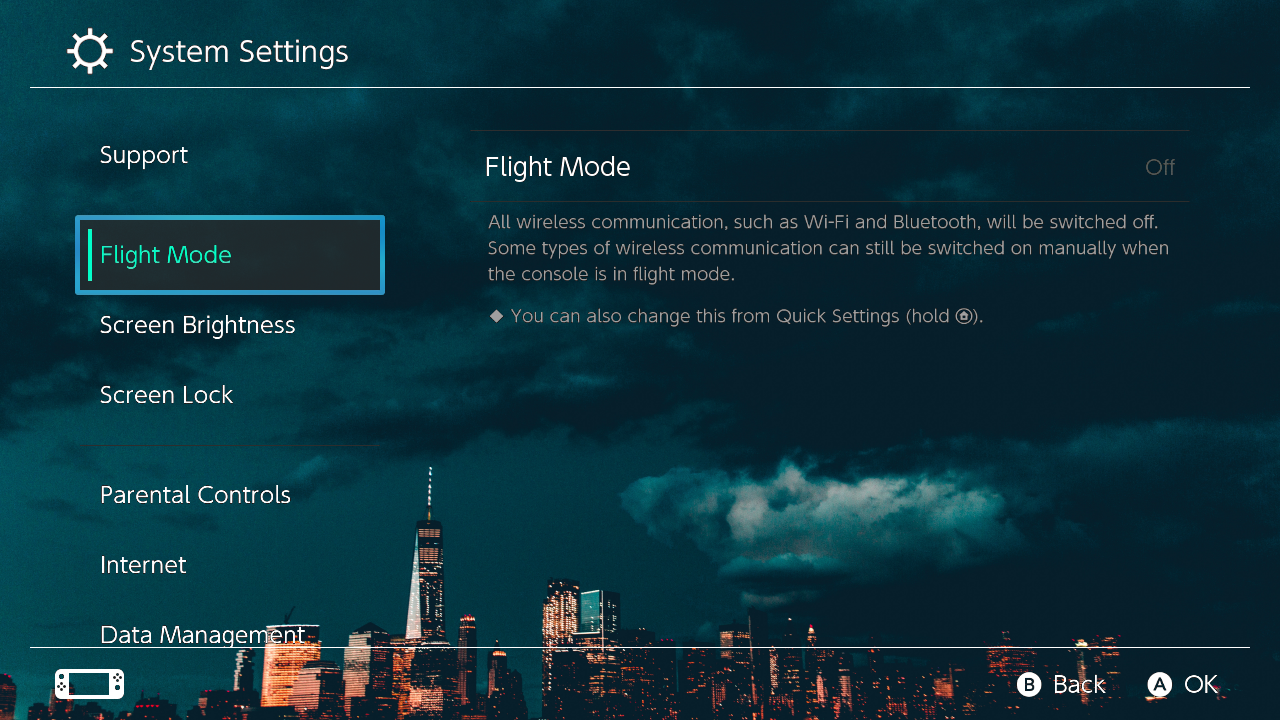 System Settings
Support
Flight Mode
Screen Brightness
Screen Lock
Parental Controls
Internet
Data Management
Flight Mode
Off
All wireless communication, such as Wi-Fi and Bluetooth, will be switched off.
Some types of wireless communication can still be switched on manually when
the console is in flight mode.
◆ You can also change this from Quick Settings (hold ).
B Back
A OK